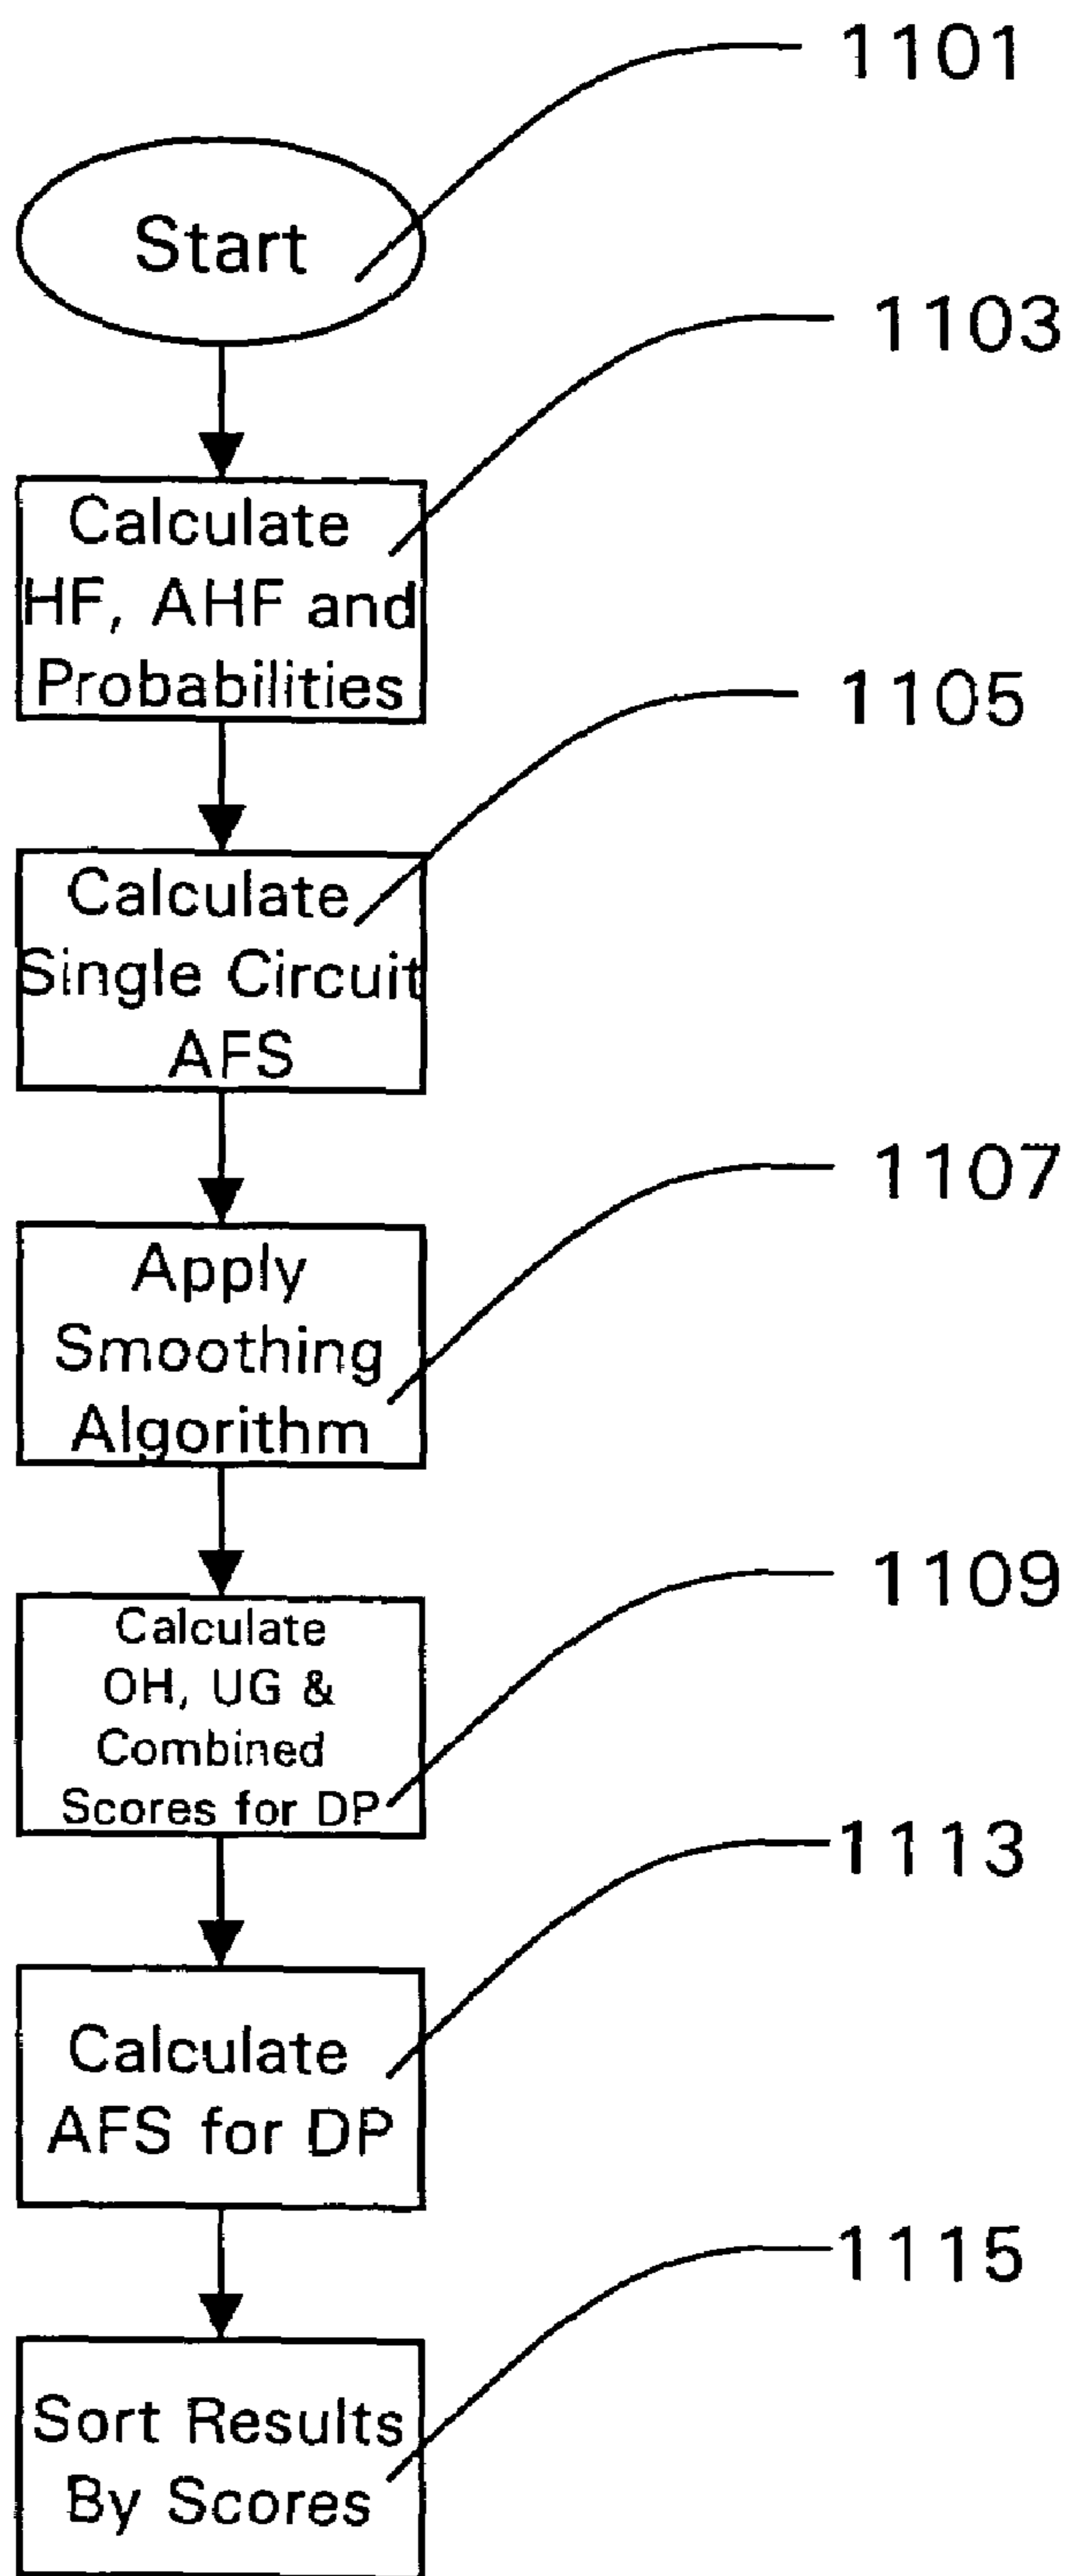 1101
Start
1103
Calculate
HF, AHF and
Probabilities
1105
Calculate
Single Circuit
AFS
1107
Apply
Smoothing
Algorithm
1109
Calculate
OH, UG &
Combined
Scores for DP
1113
Calculate
AFS for DP
1115
Sort Results
By Scores